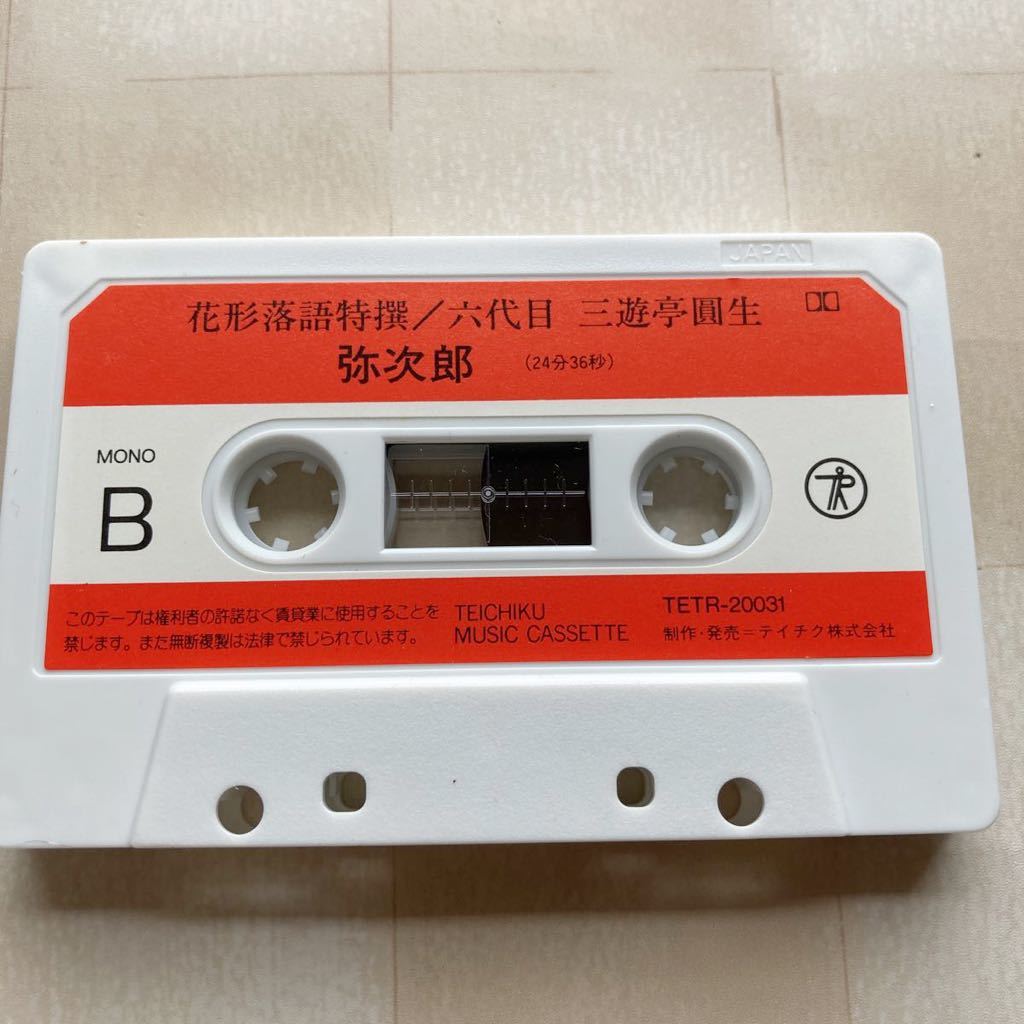 JAPAN
花形落語特撰／六代目 三遊亭圓生
弥次郎 （24分36秒）
MONO
B
このテープは権利者の許諾なく賃貸業に使用することを
禁じます。また無断複製は法律で禁じられています。
TEICHIKU
MUSIC CASSETTE
TETR-20031
制作・発売＝テイチク株式会社